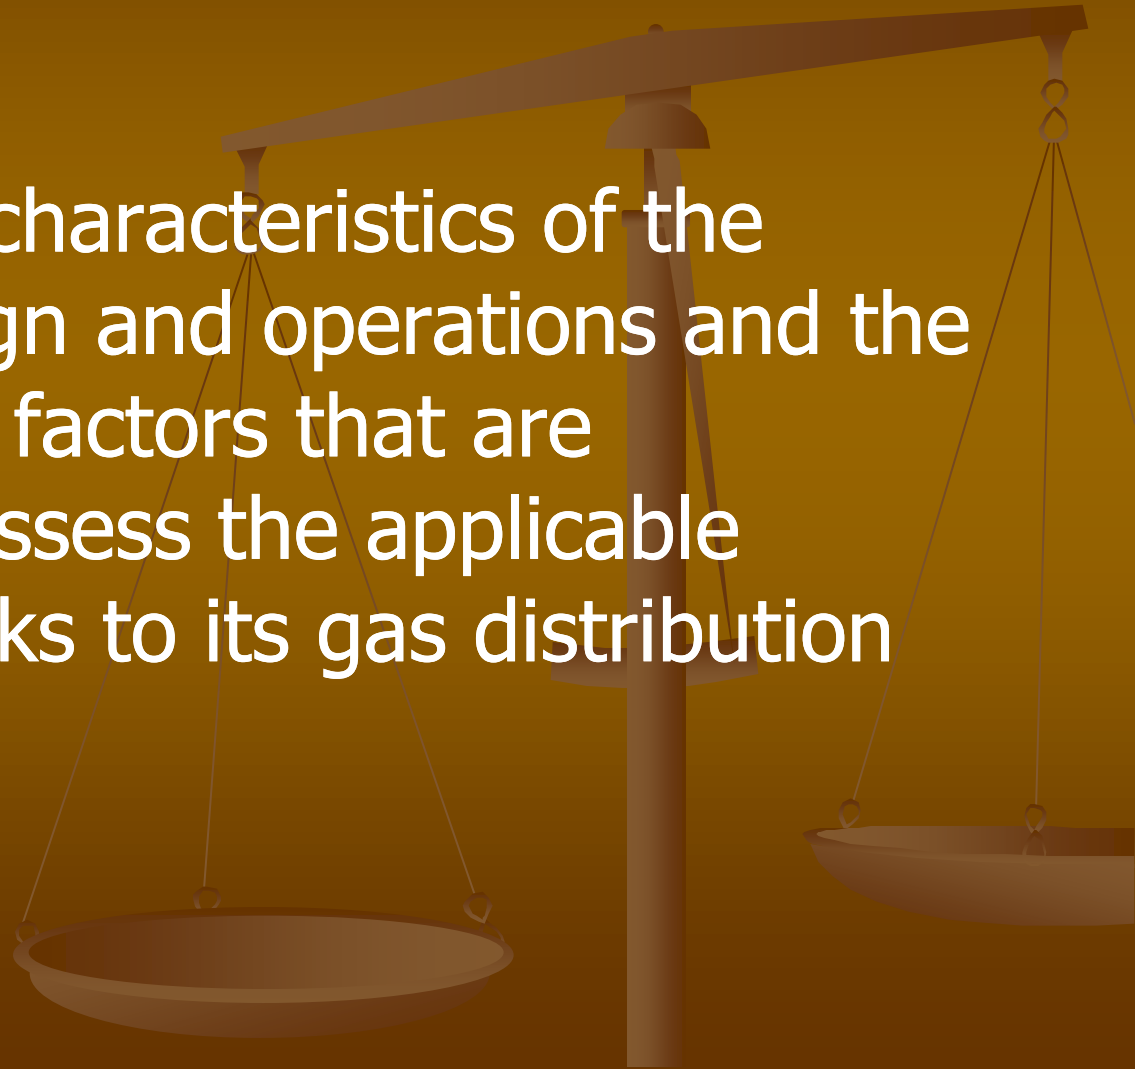 characteristics of the
gn and operations and the
factors that are
ssess the applicable
ks to its gas distribution